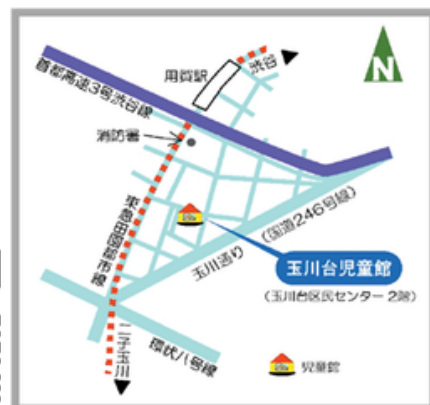 渋谷
用賀駅
首都高速3号渋谷線
消防署
N
東急田園都市線
(国道246号線)
玉川通り
玉川台児童館
(玉川台区民センター 2階)
環状八号線
二子玉川
児童館